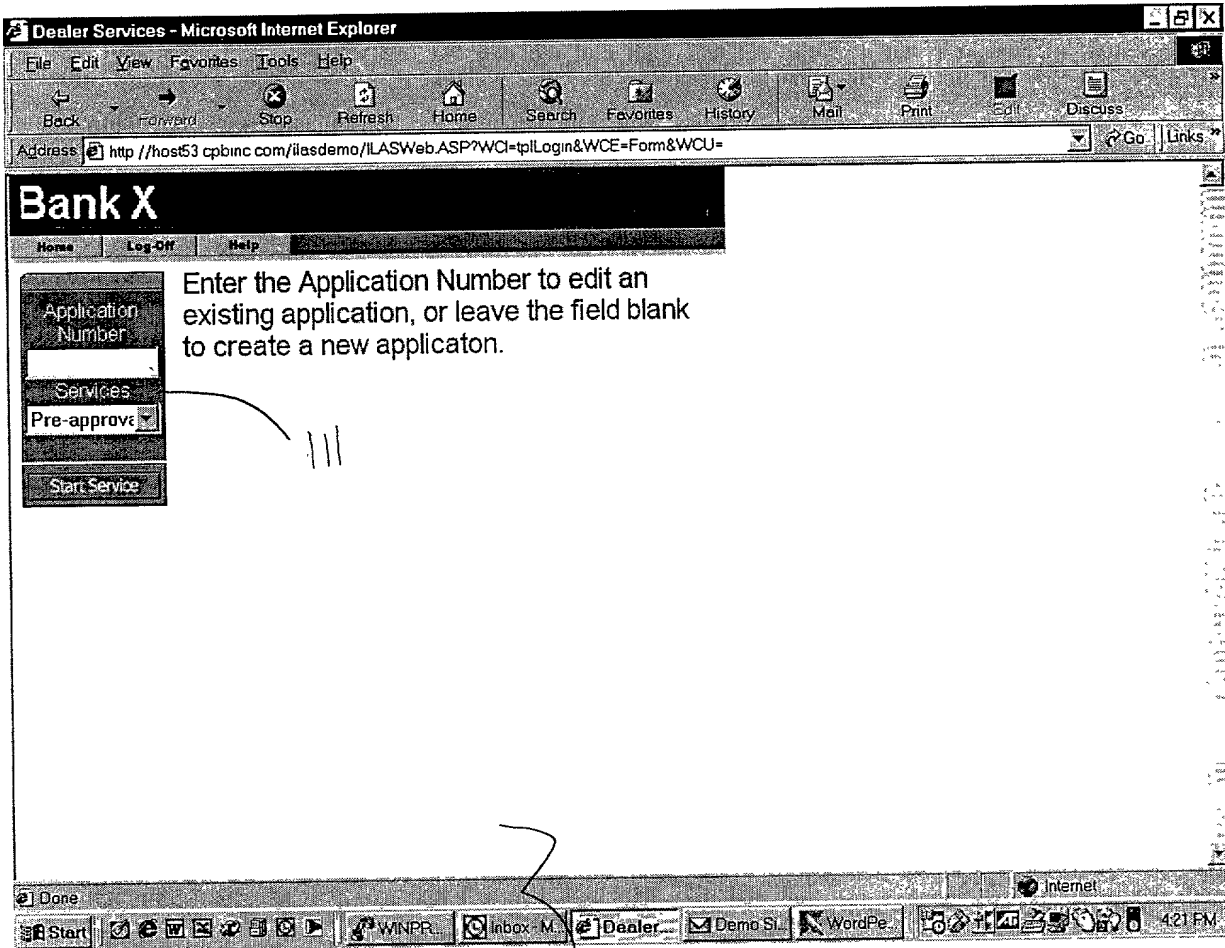 Dealer Services - Microsoft Internet Explorer
File Edit View Favorites Tools Help
Back Forward Stop Refresh Home Search Favorites History Mail Print Edit Discuss
Address http //host53 cpbinc com/ilasdemo/ILASWeb.ASP?WCI=tplLogin&WCE=Form&WCU= Go Links
Bank X
Home Log-Off Help
Enter the Application Number to edit an
existing application, or leave the field blank
to create a new applicaton.
Application
Number
Services
Pre-approva
Start Service
111
Done Internet
Start WINPR... Inbox - M... Dealer... Demo Si... WordPe... 4:21 PM